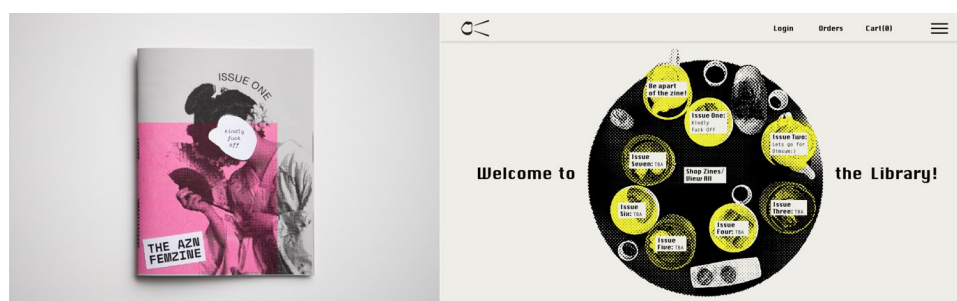 ISSUE ONE
kindly
fuck
off
THE AZN
FEMZINE
Login Orders Cart(0)
Welcome to
the Library!
Be apart
of the zine!
Issue One:
Kindly
Fuck Off
Issue Two:
Lets go for
Dimsum:)
Issue
Seven: TBA
Shop Zines/
View All
Issue
Six: TBA
Issue
Three: TBA
Issue
Four: TBA
Issue
Five: TBA